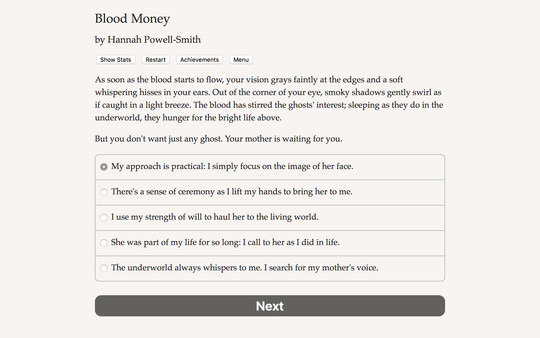 Blood Money
by Hannah Powell-Smith
Show Stats Restart Achievements Menu
As soon as the blood starts to flow, your vision grays faintly at the edges and a soft
whispering hisses in your ears. Out of the corner of your eye, smoky shadows gently swirl as
if caught in a light breeze. The blood has stirred the ghosts' interest; sleeping as they do in the
underworld, they hunger for the bright life above.
But you don't want just any ghost. Your mother is waiting for you.
My approach is practical: I simply focus on the image of her face.
There's a sense of ceremony as I lift my hands to bring her to me.
I use my strength of will to haul her to the living world.
She was part of my life for so long: I call to her as I did in life.
The underworld always whispers to me. I search for my mother's voice.
Next